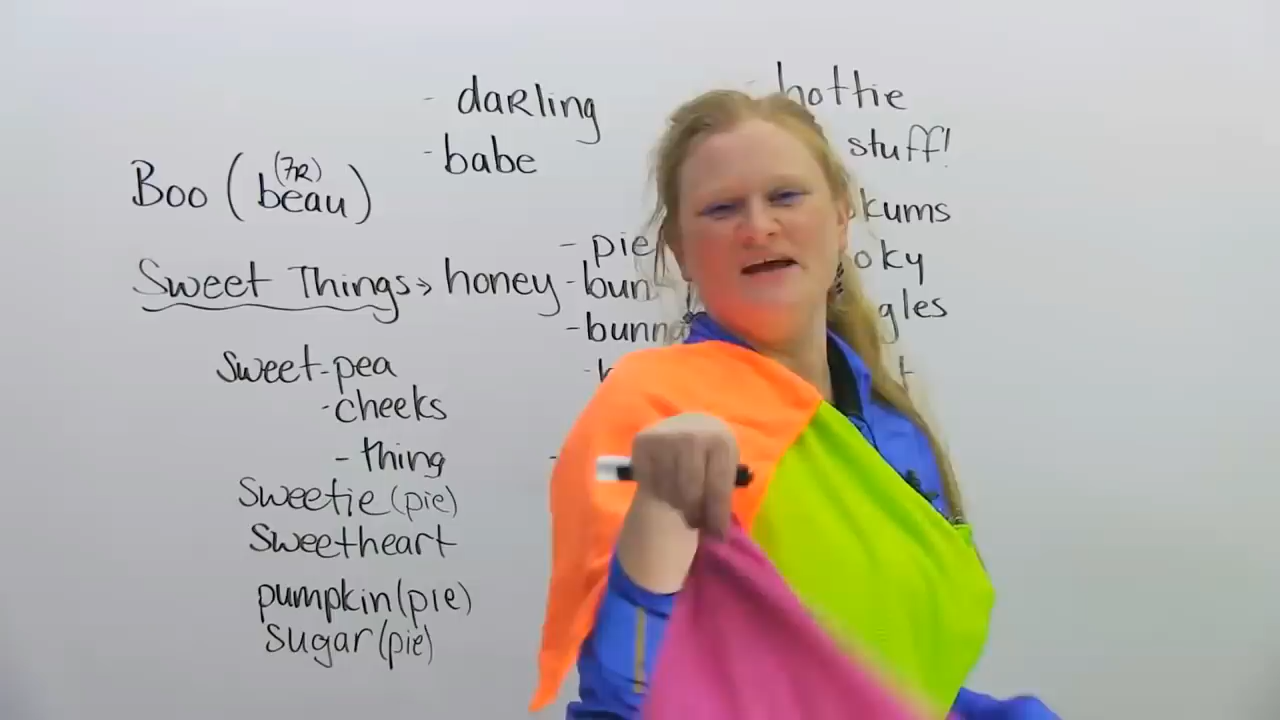 - darling
- babe
Boo (beau)
(7R)
Sweet Things → honey
- pie
- bun
- bunn
Sweet-pea
-cheeks
- thing
Sweetie (pie)
Sweetheart
pumpkin (pie)
sugar (pie)
hottie
stuff!
kums
oky
gles